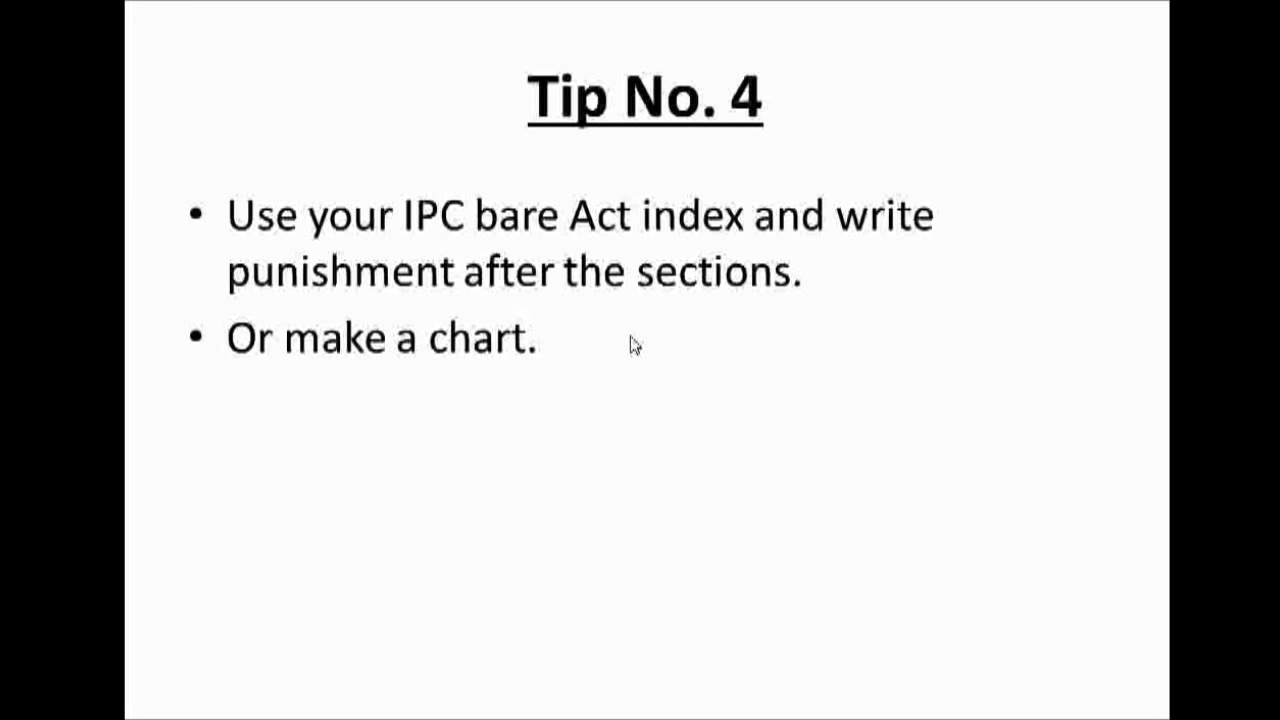 Tip No. 4
• Use your IPC bare Act index and write
punishment after the sections.
• Or make a chart.